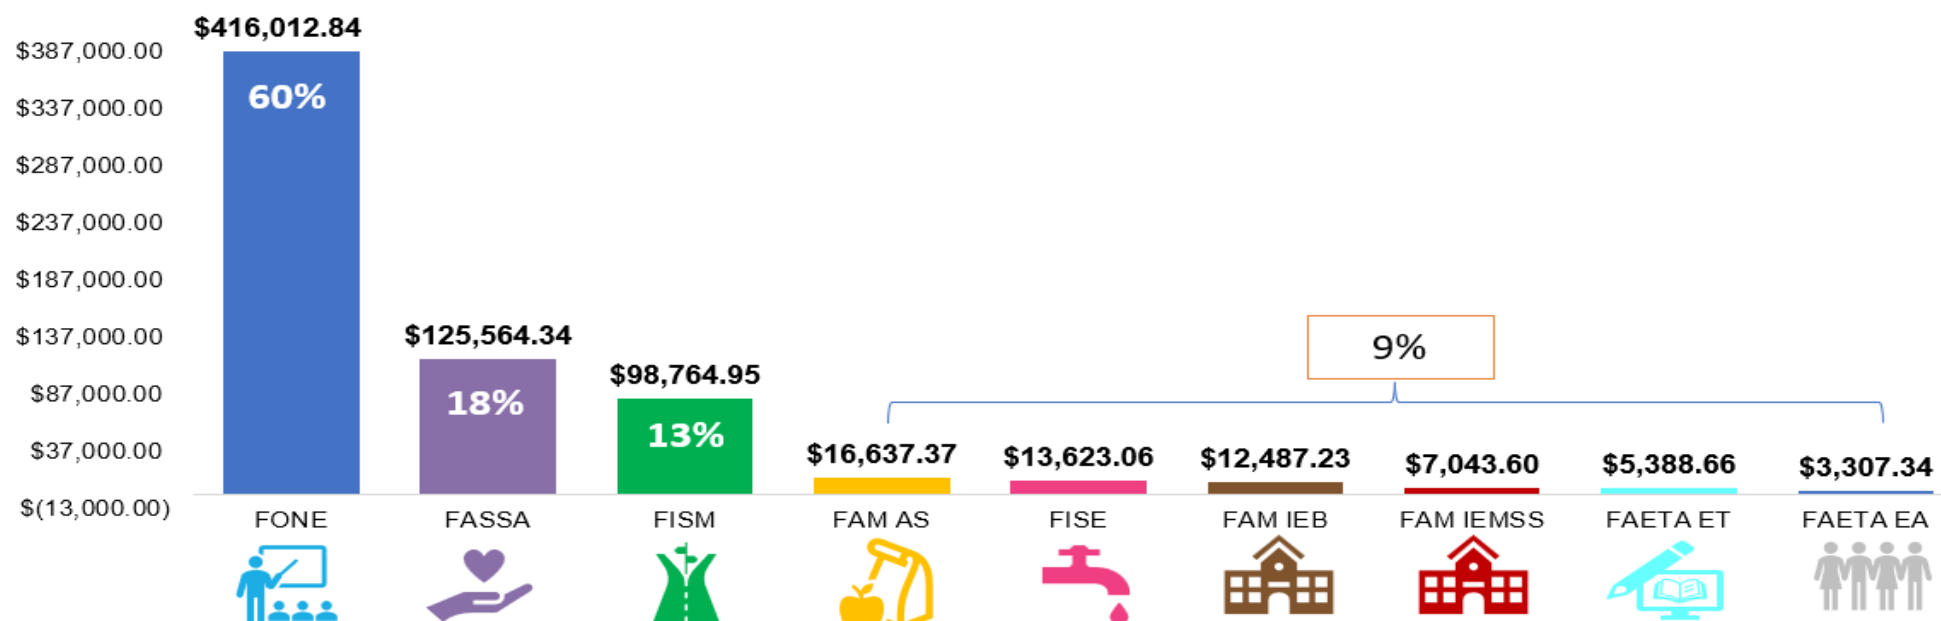 $416,012.84
$387,000.00
60%
$337,000.00
$287,000.00
$237,000.00
$187,000.00
$137,000.00
$125,564.34
9%
$98,764.95
$87,000.00
18%
13%
$37,000.00
$16,637.37
$13,623.06
$12,487.23
$7,043.60
$5,388.66
$3,307.34
$(13,000.00)
FONE
FASSA
FISM
FAM AS
FISE
FAM IEB
FAM IEMSS
FAETA ET
FAETA EA